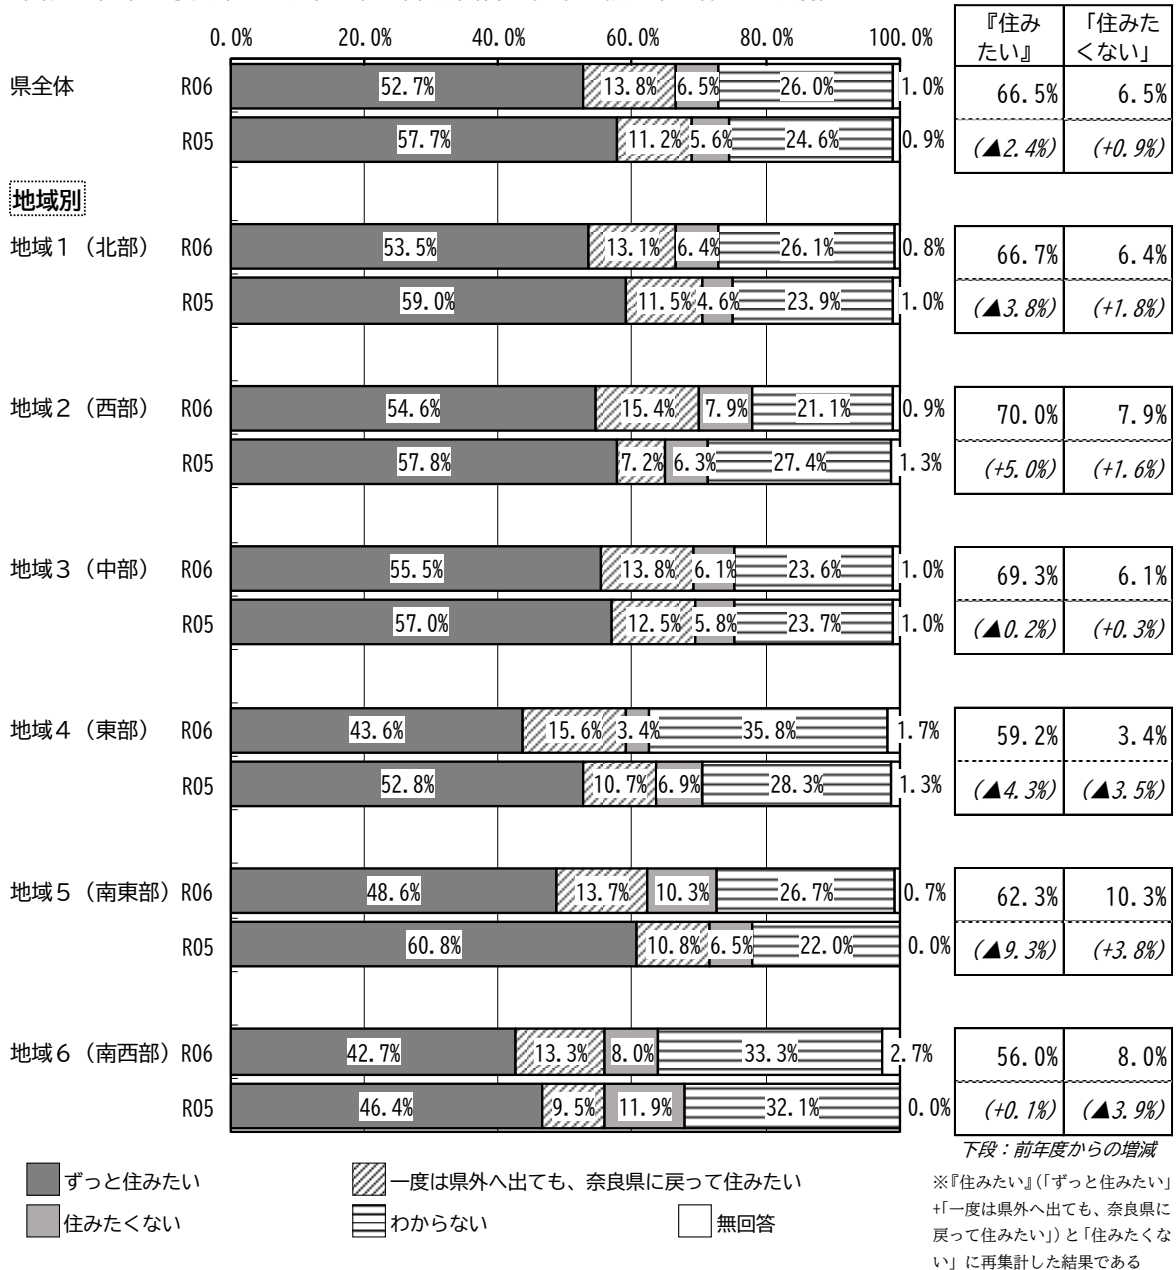 0.0% 20.0% 40.0% 60.0% 80.0% 100.0%
『住みたい』 「住みたくない」
県全体 R06 52.7% 13.8% 6.5% 26.0% 1.0% 66.5% 6.5%
R05 57.7% 11.2% 5.6% 24.6% 0.9% (▲2.4%) (+0.9%)
地域別
地域1（北部） R06 53.5% 13.1% 6.4% 26.1% 0.8% 66.7% 6.4%
R05 59.0% 11.5% 4.6% 23.9% 1.0% (▲3.8%) (+1.8%)
地域2（西部） R06 54.6% 15.4% 7.9% 21.1% 0.9% 70.0% 7.9%
R05 57.8% 7.2% 6.3% 27.4% 1.3% (+5.0%) (+1.6%)
地域3（中部） R06 55.5% 13.8% 6.1% 23.6% 1.0% 69.3% 6.1%
R05 57.0% 12.5% 5.8% 23.7% 1.0% (▲0.2%) (+0.3%)
地域4（東部） R06 43.6% 15.6% 3.4% 35.8% 1.7% 59.2% 3.4%
R05 52.8% 10.7% 6.9% 28.3% 1.3% (▲4.3%) (▲3.5%)
地域5（南東部） R06 48.6% 13.7% 10.3% 26.7% 0.7% 62.3% 10.3%
R05 60.8% 10.8% 6.5% 22.0% 0.0% (▲9.3%) (+3.8%)
地域6（南西部） R06 42.7% 13.3% 8.0% 33.3% 2.7% 56.0% 8.0%
R05 46.4% 9.5% 11.9% 32.1% 0.0% (+0.1%) (▲3.9%)
下段：前年度からの増減
ずっと住みたい 一度は県外へ出ても、奈良県に戻って住みたい
住みたくない わからない 無回答
※『住みたい』(「ずっと住みたい」
+「一度は県外へ出ても、奈良県に
戻って住みたい」)と「住みたくな
い」に再集計した結果である